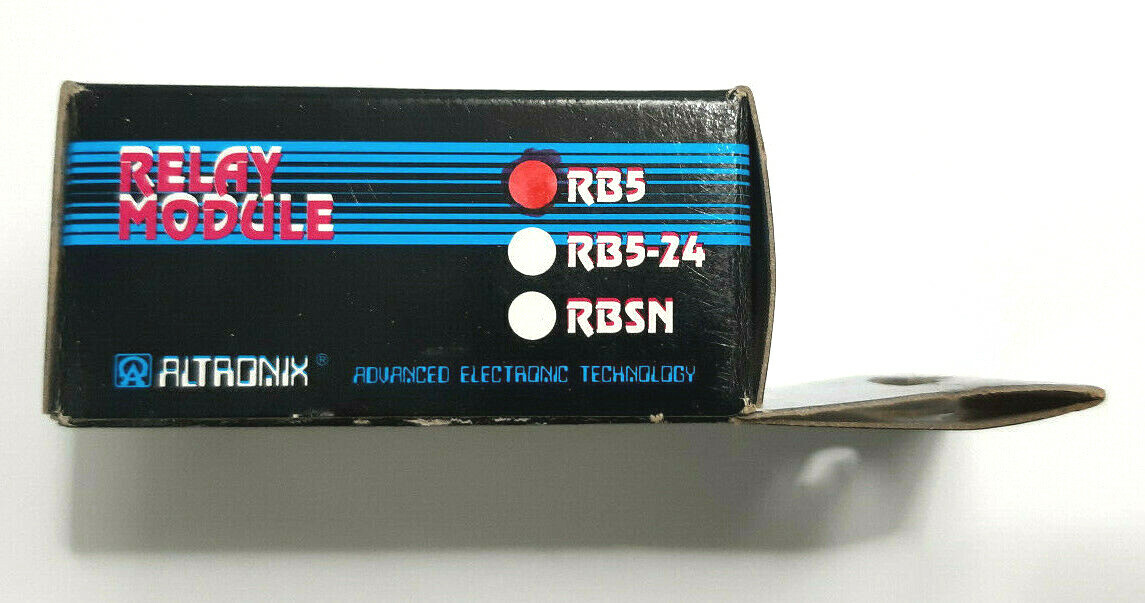 RELAY
MODULE
RB5
RB5-24
RBSN
ALTRONIX®
ADVANCED ELECTRONIC TECHNOLOGY